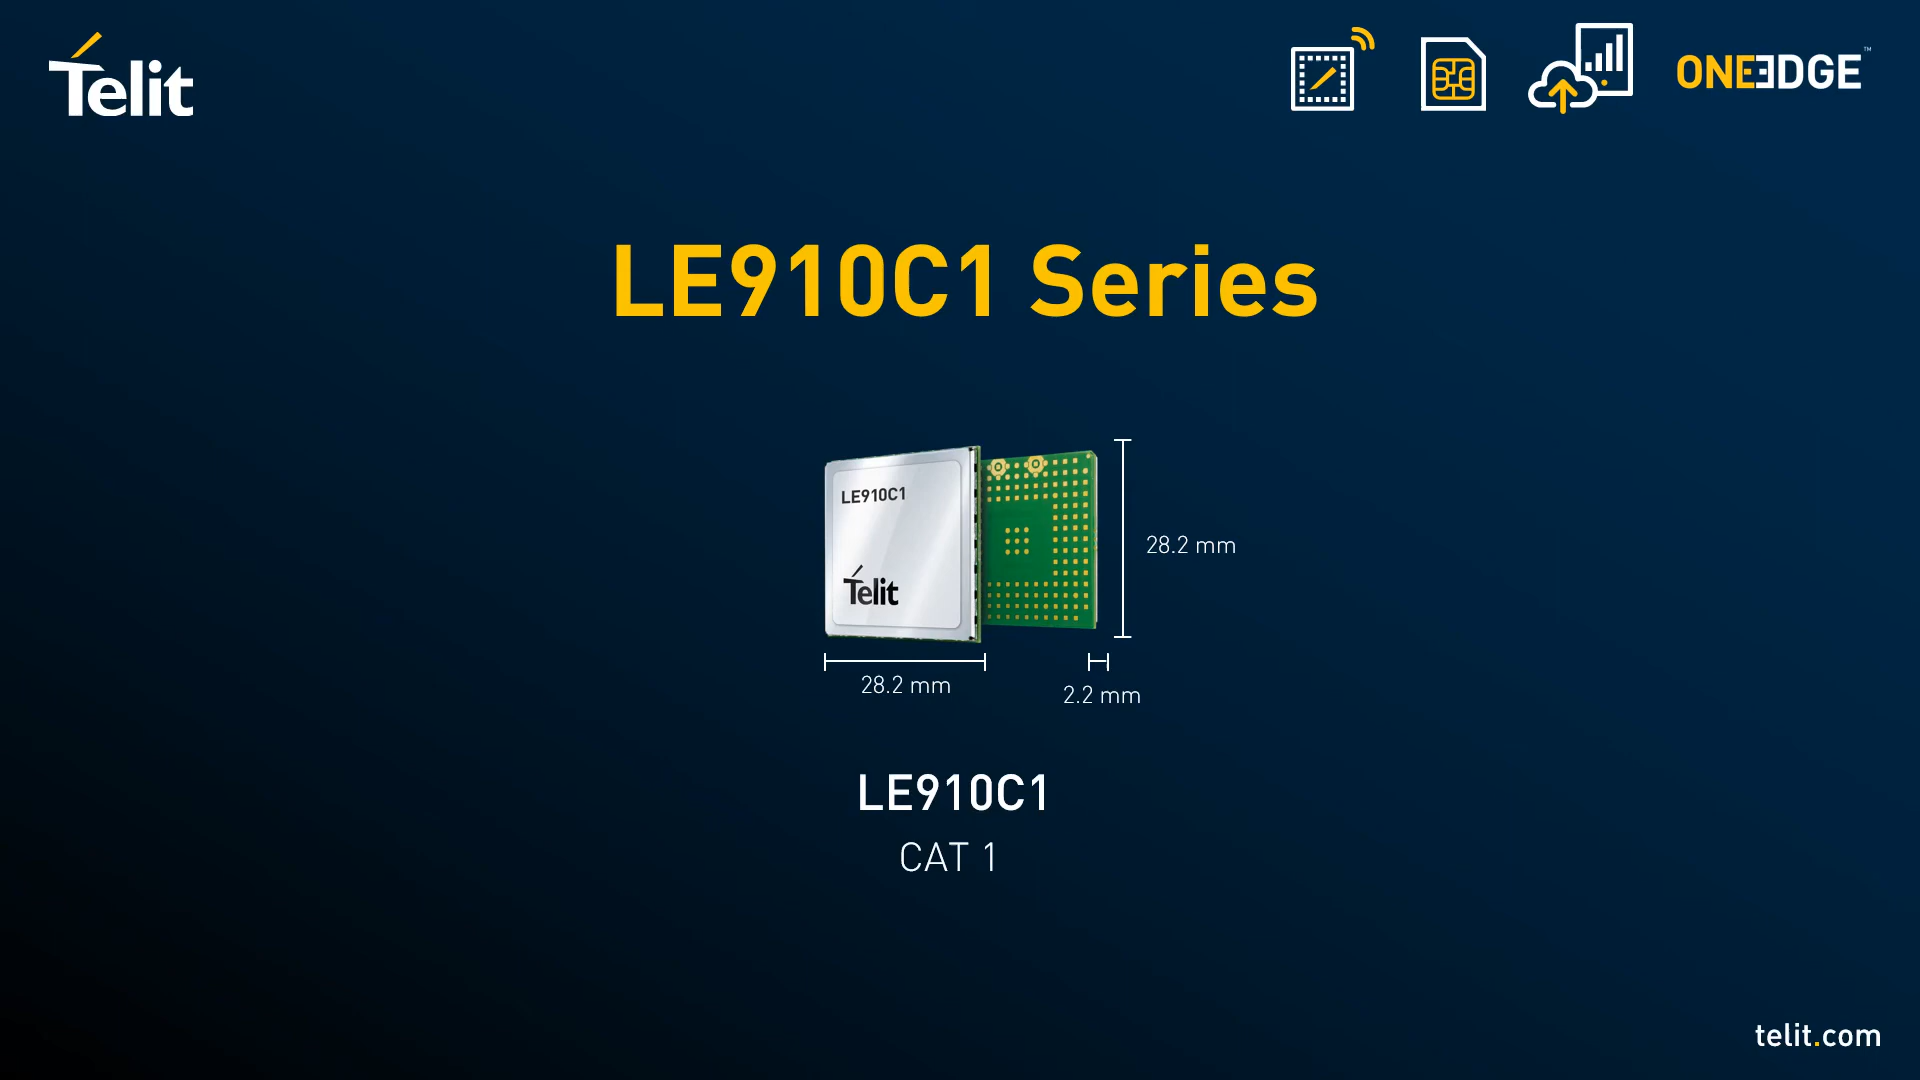 Telit
ONEEDGE™
LE910C1 Series
LE910C1
Telit
28.2 mm
28.2 mm
2.2 mm
LE910C1
CAT 1
telit.com